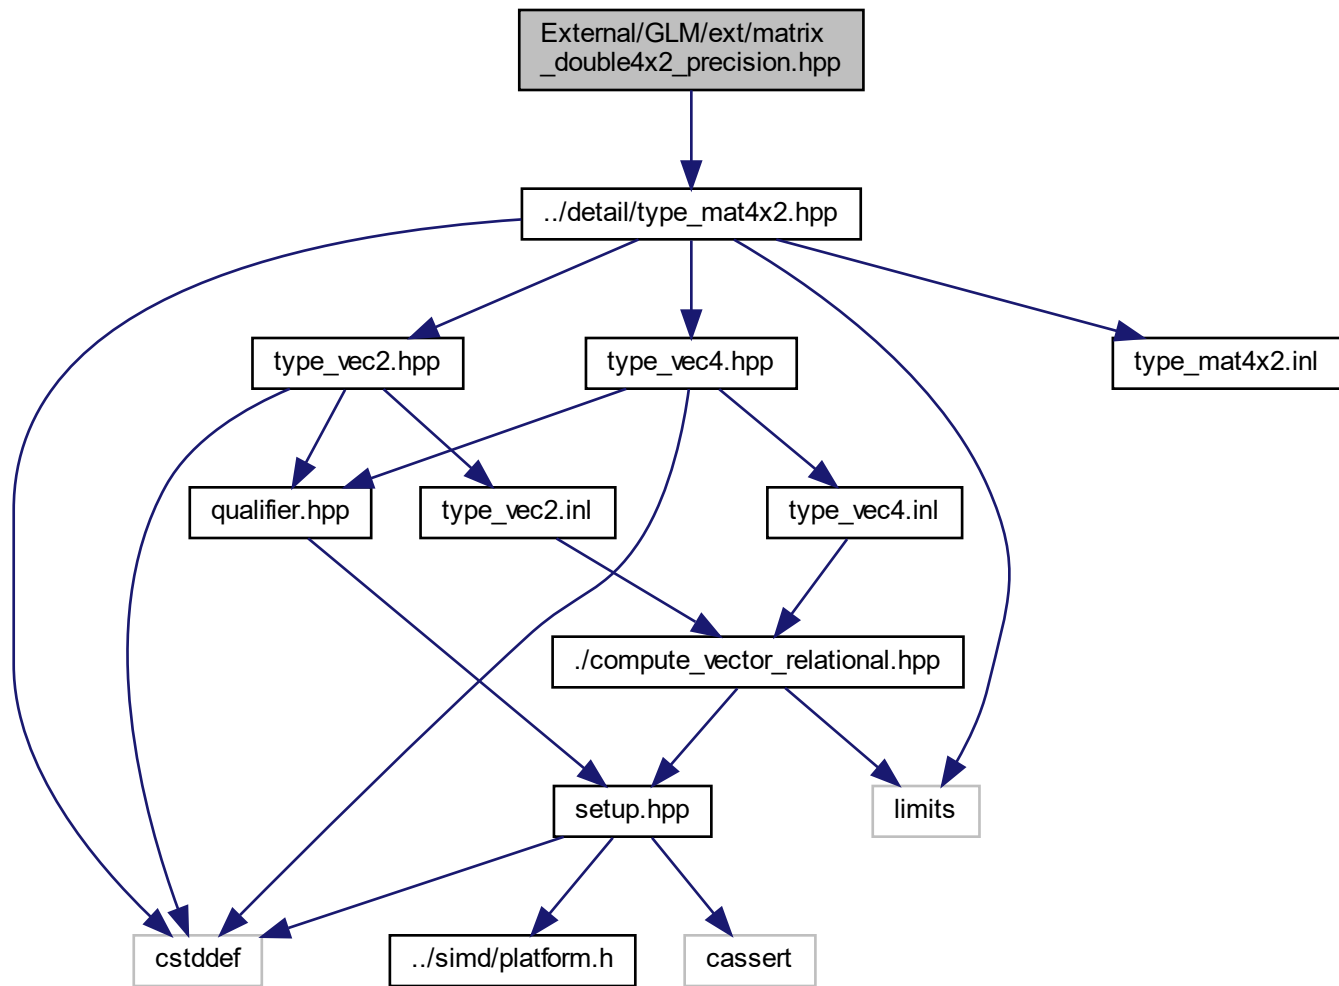 External/GLM/ext/matrix
_double4x2_precision.hpp
../detail/type_mat4x2.hpp
type_vec2.hpp
type_vec4.hpp
type_mat4x2.inl
qualifier.hpp
type_vec2.inl
type_vec4.inl
./compute_vector_relational.hpp
setup.hpp
limits
cstddef
../simd/platform.h
cassert